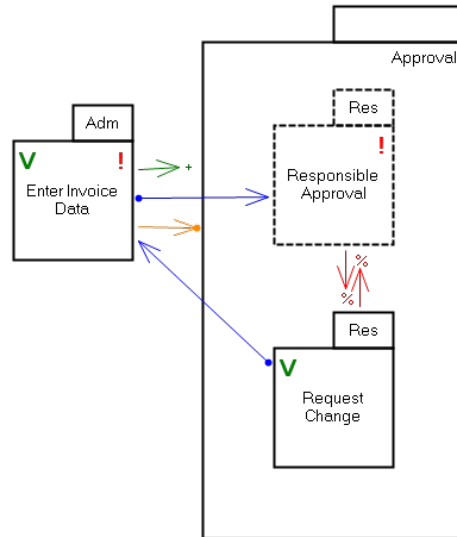 Approval
Res
!
Responsible
Approval
Adm
V !
Enter Invoice
Data
+
%
%
Res
V
Request
Change